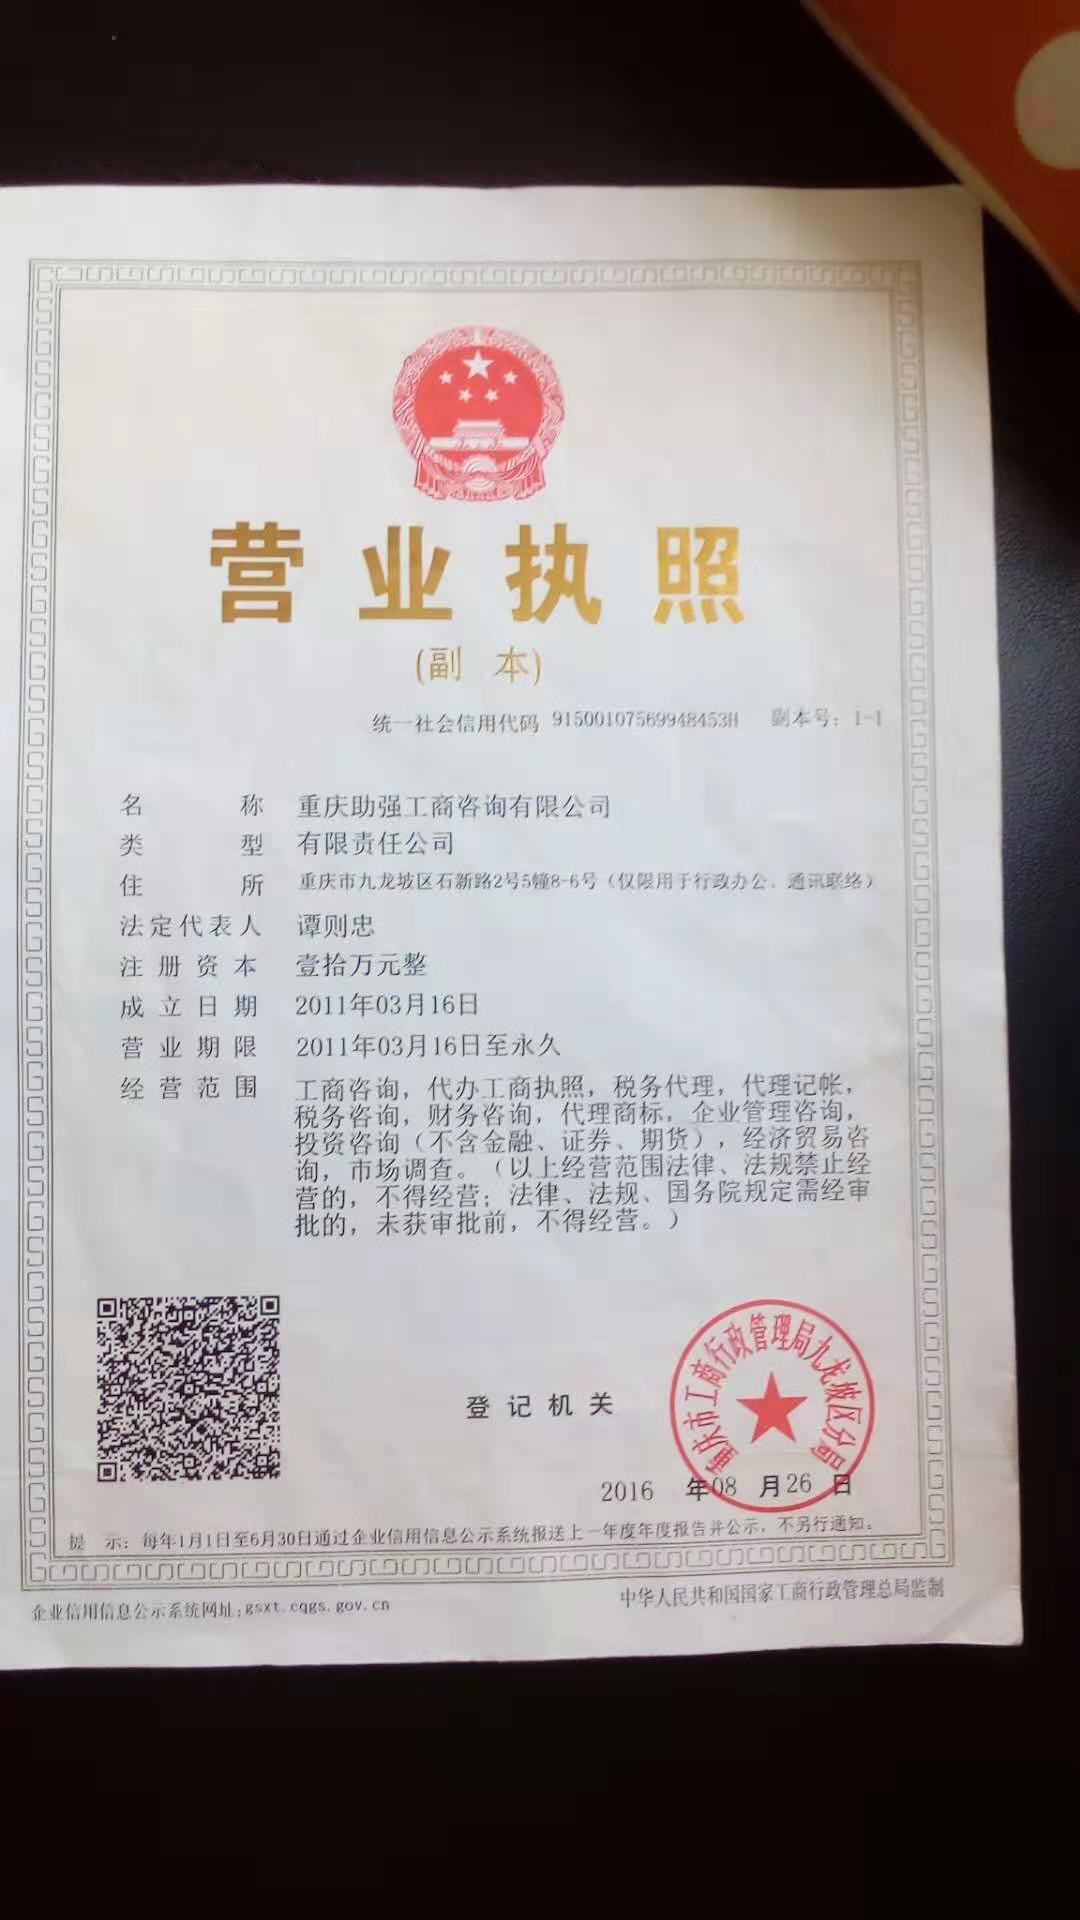 营业执照
(副 本)
统一社会信用代码 91500107569948453H 副本号：1-1
名 称 重庆助强工商咨询有限公司
类 型 有限责任公司
住 所 重庆市九龙坡区石新路2号5幢8-6号（仅限用于行政办公、通讯联络）
法定代表人 谭则忠
注册资本 壹拾万元整
成立日期 2011年03月16日
营业期限 2011年03月16日至永久
经营范围 工商咨询，代办工商执照，税务代理，代理记帐，
税务咨询，财务咨询，代理商标，企业管理咨询，
投资咨询（不含金融、证券、期货），经济贸易咨
询，市场调查。（以上经营范围法律、法规禁止经
营的，不得经营；法律、法规、国务院规定需经审
批的，未获审批前，不得经营。）
重庆市工商行政管理局九龙坡区分局
登记机关
2016 年08 月26 日
提 示：每年1月1日至6月30日通过企业信用信息公示系统报送上一年度年度报告并公示，不另行通知。
企业信用信息公示系统网址:gsxt.cqgs.gov.cn
中华人民共和国国家工商行政管理总局监制